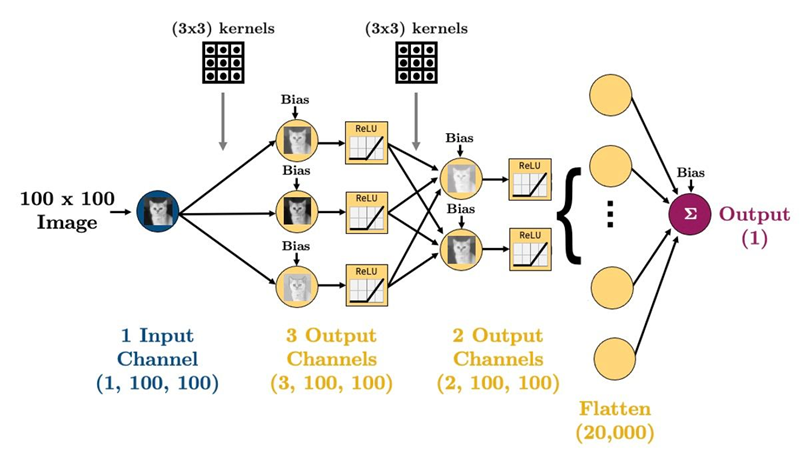 (3x3) kernels
(3x3) kernels
Bias
ReLU
Bias
ReLU
Bias
ReLU
Bias
ReLU
Bias
ReLU
100 x 100
Image
Bias
Σ
Output
(1)
1 Input
Channel
(1, 100, 100)
3 Output
Channels
(3, 100, 100)
2 Output
Channels
(2, 100, 100)
Flatten
(20,000)